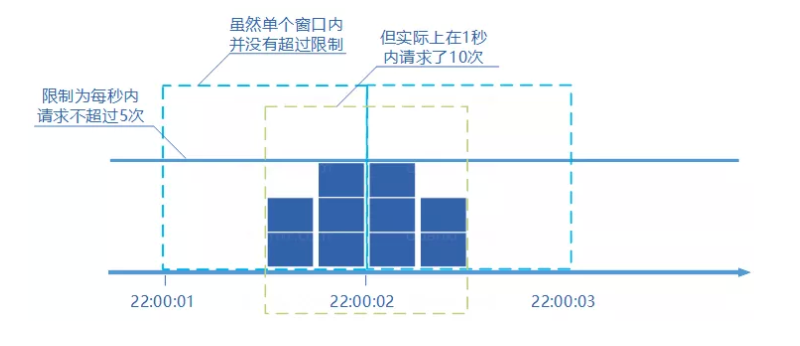 虽然单个窗口内
并没有超过限制
但实际上在1秒
内请求了10次
限制为每秒内
请求不超过5次
22:00:01
22:00:02
22:00:03